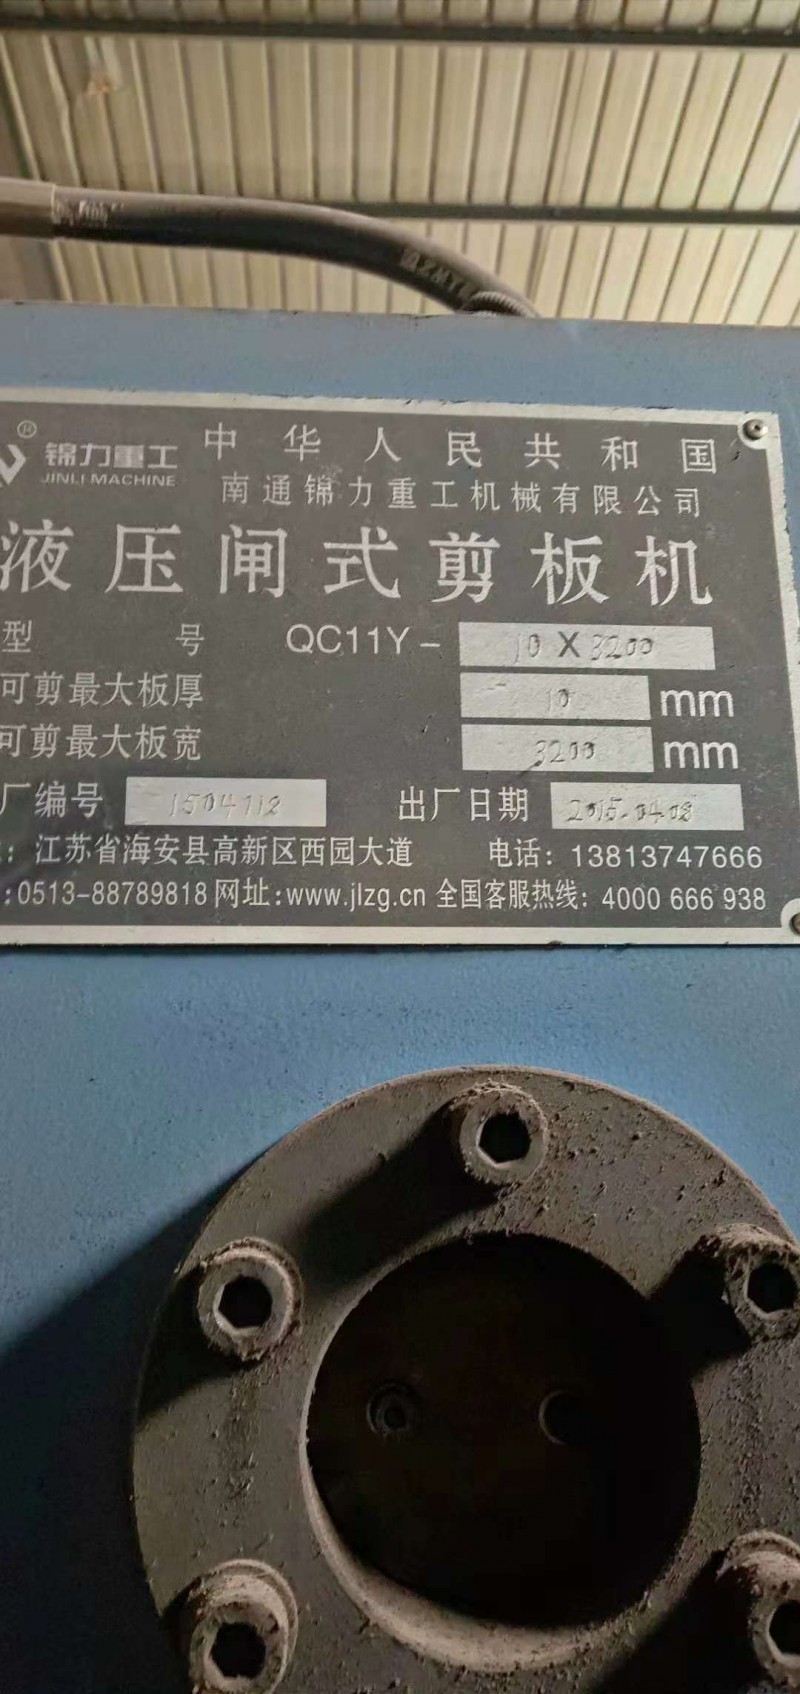 ®
锦力重工 中华人民共和国
JINLI MACHINE 南通锦力重工机械有限公司
液压闸式剪板机
型号 QC11Y- 10 X 3200
可剪最大板厚 10 mm
可剪最大板宽 3200 mm
厂编号 1504112 出厂日期 2015.04.08
: 江苏省海安县高新区西园大道 电话: 13813747666
:0513-88789818 网址:www.jlzg.cn 全国客服热线: 4000 666 938